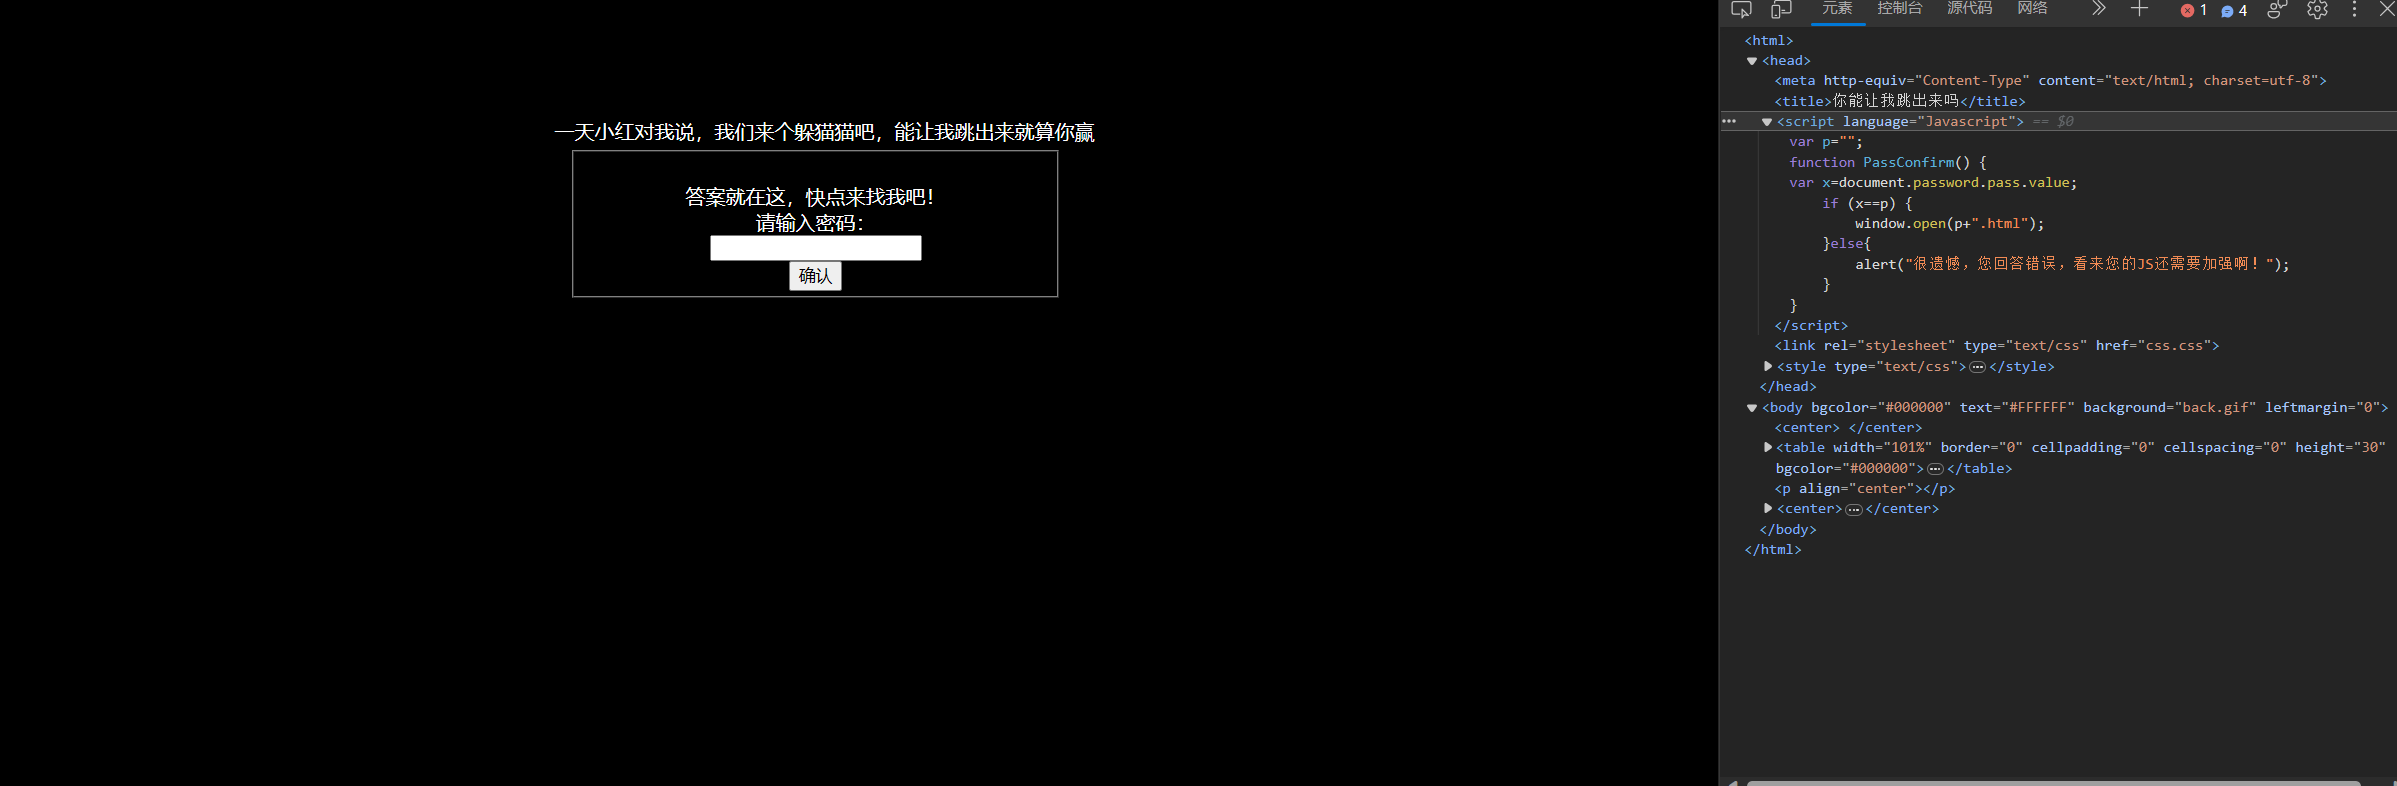 一天小红对我说，我们来个躲猫猫吧，能让我跳出来就算你赢
答案就在这，快点来找我吧！
请输入密码：
确认
元素 控制台 源代码 网络 1 4
<html>
<head>
<meta http-equiv="Content-Type" content="text/html; charset=utf-8">
<title>你能让我跳出来吗</title>
<script language="Javascript"> == $0
var p="";
function PassConfirm() {
var x=document.password.pass.value;
if (x==p) {
window.open(p+".html");
}else{
alert("很遗憾，您回答错误，看来您的JS还需要加强啊！");
}
}
</script>
<link rel="stylesheet" type="text/css" href="css.css">
<style type="text/css">…</style>
</head>
<body bgcolor="#000000" text="#FFFFFF" background="back.gif" leftmargin="0">
<center> </center>
<table width="101%" border="0" cellpadding="0" cellspacing="0" height="30"
bgcolor="#000000">…</table>
<p align="center"></p>
<center>…</center>
</body>
</html>